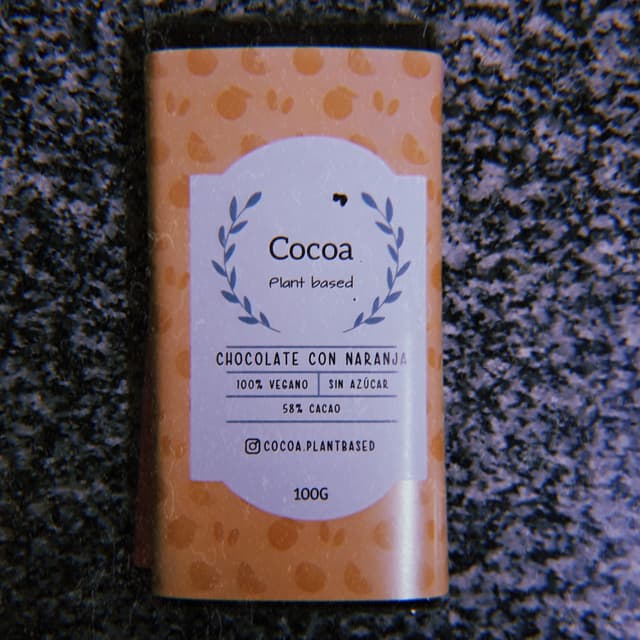 Cocoa
Plant based
CHOCOLATE CON NARANJA
100% VEGANO SIN AZÚCAR
58% CACAO
COCOA.PLANTBASED
100G